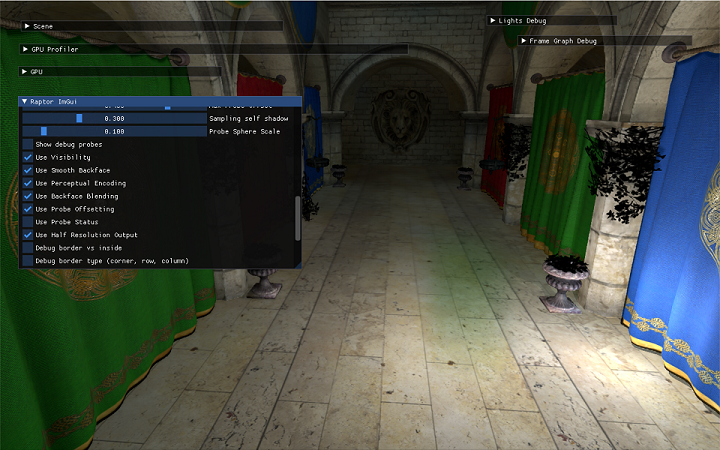 Scene
Lights Debug
Frame Graph Debug
GPU Profiler
GPU
Raptor ImGui
0.300 Sampling self shadow
0.100 Probe Sphere Scale
Show debug probes
Use Visibility
Use Smooth Backface
Use Perceptual Encoding
Use Backface Blending
Use Probe Offsetting
Use Probe Status
Use Half Resolution Output
Debug border vs inside
Debug border type (corner, row, column)